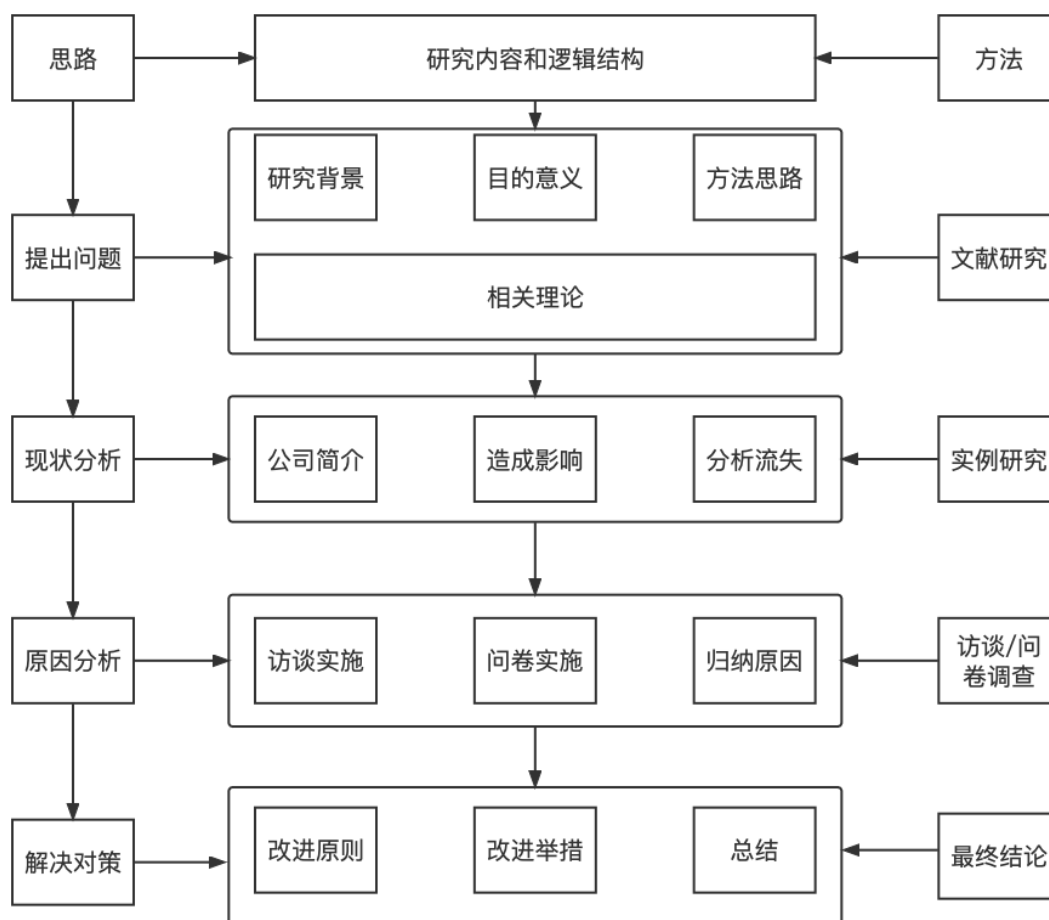 思路
研究内容和逻辑结构
方法
研究背景
目的意义
方法思路
提出问题
相关理论
文献研究
现状分析
公司简介
造成影响
分析流失
实例研究
原因分析
访谈实施
问卷实施
归纳原因
访谈/问
卷调查
解决对策
改进原则
改进举措
总结
最终结论